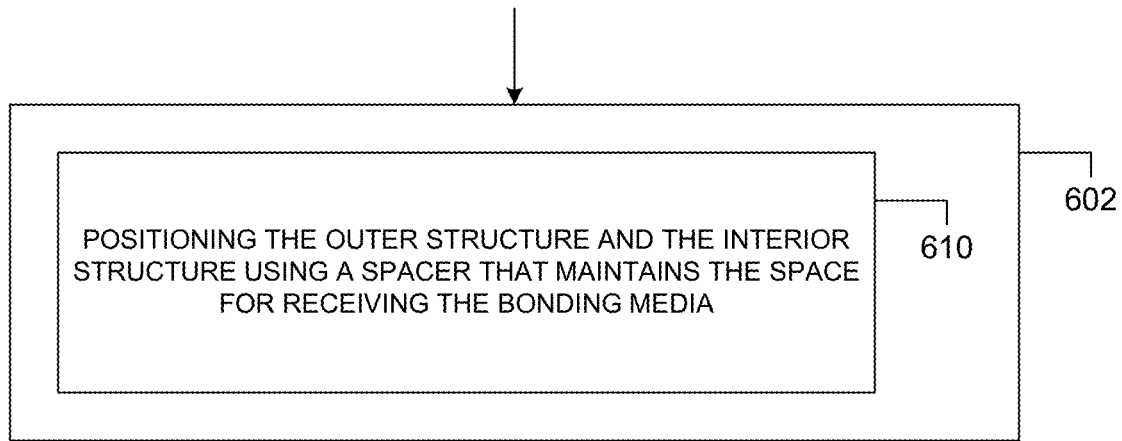 602
610
POSITIONING THE OUTER STRUCTURE AND THE INTERIOR
STRUCTURE USING A SPACER THAT MAINTAINS THE SPACE
FOR RECEIVING THE BONDING MEDIA